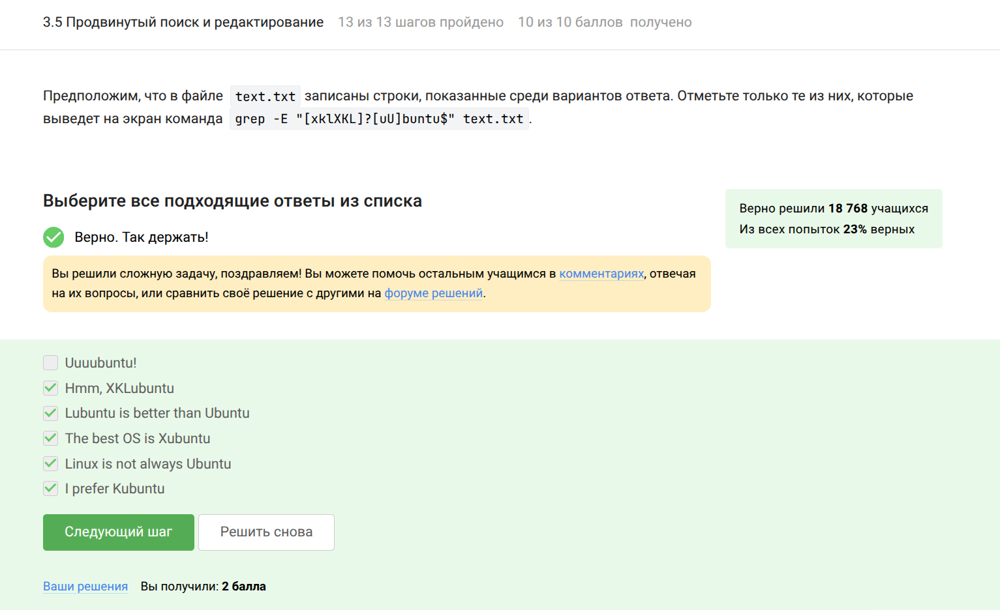 3.5 Продвинутый поиск и редактирование 13 из 13 шагов пройдено 10 из 10 баллов получено
Предположим, что в файле text.txt записаны строки, показанные среди вариантов ответа. Отметьте только те из них, которые
выведет на экран команда grep -E "[xklXKL]?[uU]buntu$" text.txt.
Выберите все подходящие ответы из списка
Верно решили 18 768 учащихся
Из всех попыток 23% верных
Верно. Так держать!
Вы решили сложную задачу, поздравляем! Вы можете помочь остальным учащимся в комментариях, отвечая
на их вопросы, или сравнить своё решение с другими на форуме решений.
Uuuubuntu!
Hmm, XKLubuntu
Lubuntu is better than Ubuntu
The best OS is Xubuntu
Linux is not always Ubuntu
I prefer Kubuntu
Следующий шаг Решить снова
Ваши решения Вы получили: 2 балла